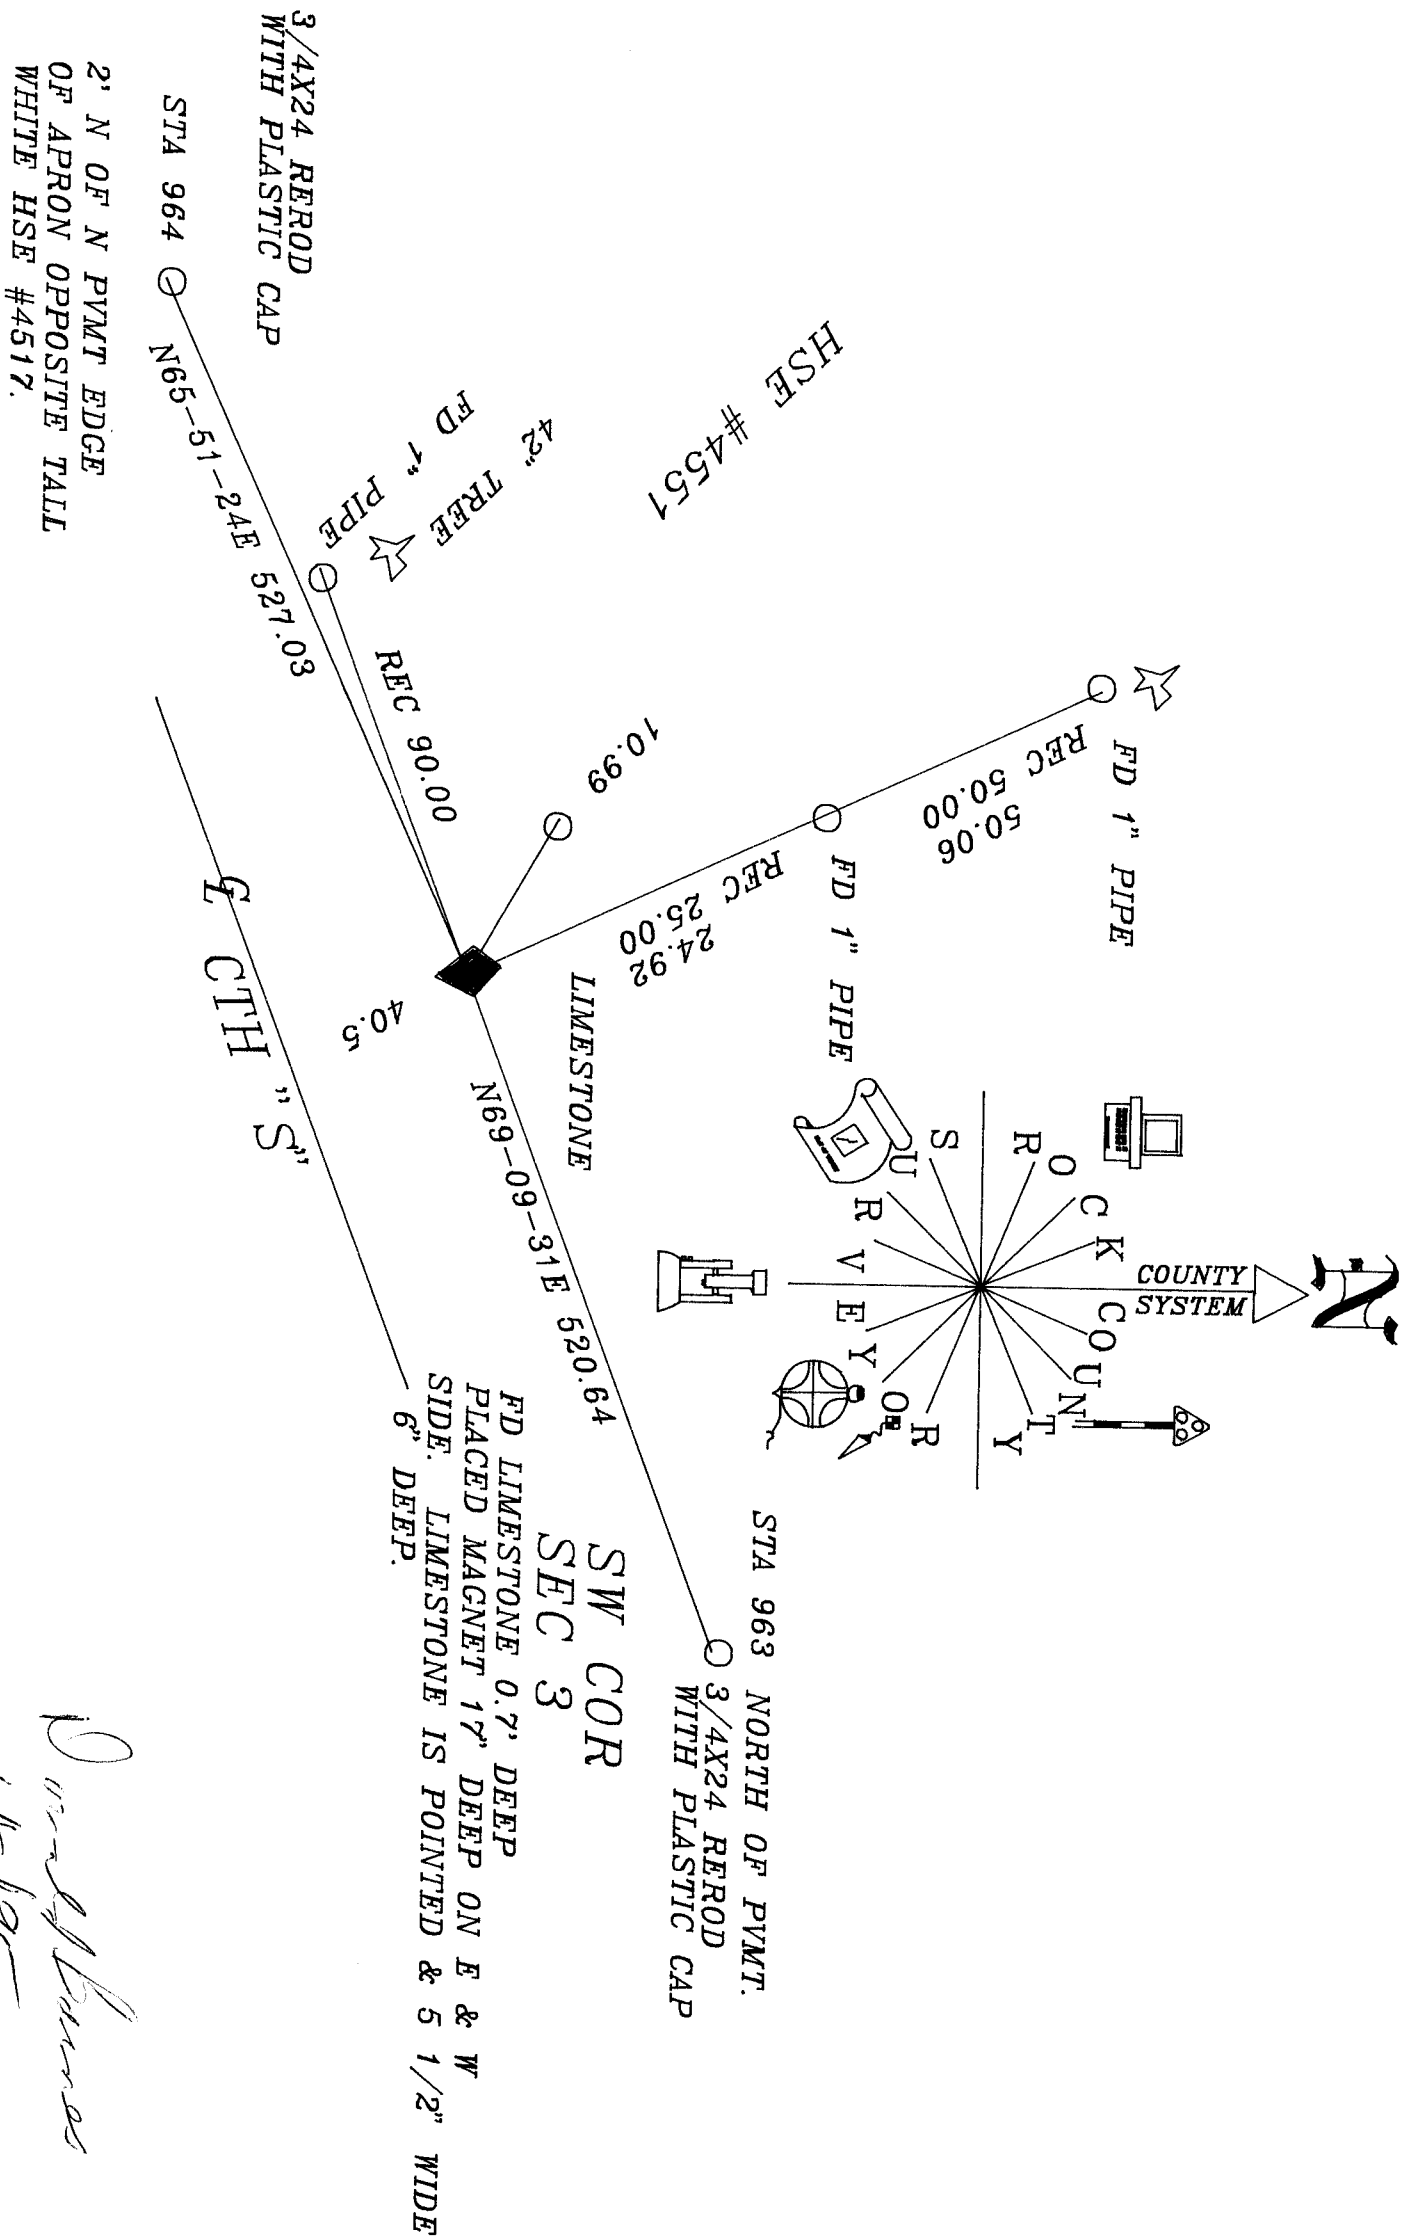 COUNTY
SYSTEM
ROCK COUNTY
SURVEYOR
HSE #4551
FD 1" PIPE
REC 50.00
50.06
FD 1" PIPE
REC 25.00
24.92
LIMESTONE
10.99
42" TREE
FD 1" PIPE
REC 90.00
3/4X24 REROD
WITH PLASTIC CAP
STA 964
N65-51-24E 527.03
2' N OF N PVMT EDGE
OF APRON OPPOSITE TALL
WHITE HSE #4517.
40.5
℄ CTH "S"
N69-09-31E 520.64
STA 963 NORTH OF PVMT.
3/4X24 REROD
WITH PLASTIC CAP
SW COR
SEC 3
FD LIMESTONE 0.7' DEEP
PLACED MAGNET 17" DEEP ON E & W
SIDE. LIMESTONE IS POINTED & 5 1/2" WIDE
6" DEEP.